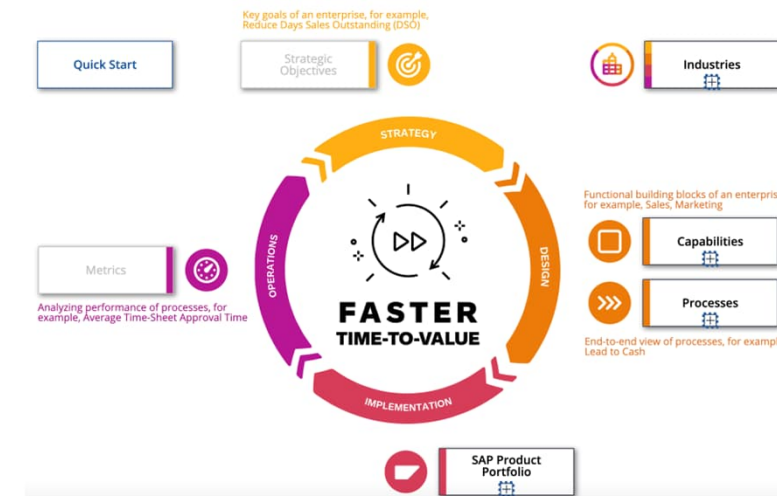 Key goals of an enterprise, for example,
Reduce Days Sales Outstanding (DSO)
Quick Start
Strategic
Objectives
Industries
STRATEGY
Functional building blocks of an enterpris
for example, Sales, Marketing
OPERATIONS
DESIGN
Capabilities
Metrics
Processes
Analyzing performance of processes, for
example, Average Time-Sheet Approval Time
FASTER
TIME-TO-VALUE
End-to-end view of processes, for exampl
Lead to Cash
IMPLEMENTATION
SAP Product
Portfolio